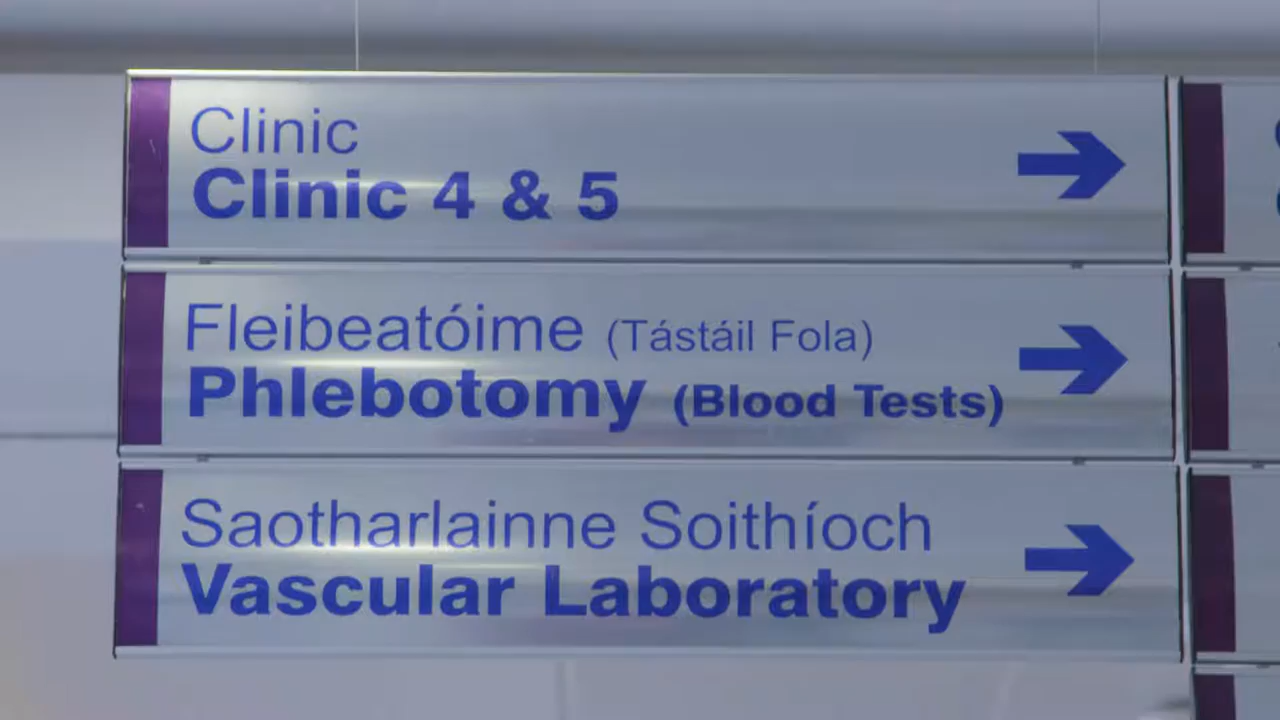 Clinic
Clinic 4 & 5
Fleibeatóime (Tástáil Fola)
Phlebotomy (Blood Tests)
Saotharlainne Soithíoch
Vascular Laboratory